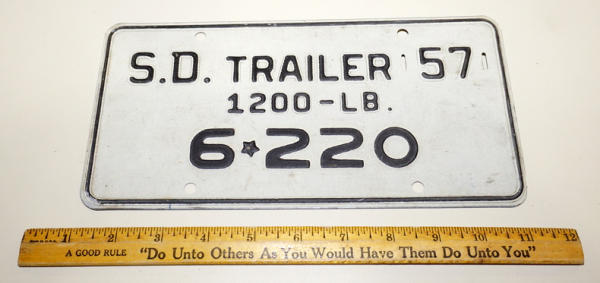 S.D. TRAILER 57
1200-LB.
6★220
1 2 3 4 5 6 7 8 9 10 11 12
A GOOD RULE "Do Unto Others As You Would Have Them Do Unto You"